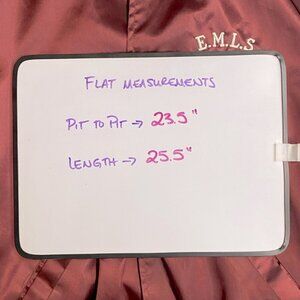 E.M.L.S
FLAT MEASUREMENTS
PIT TO PIT → 23.5"
LENGTH → 25.5"